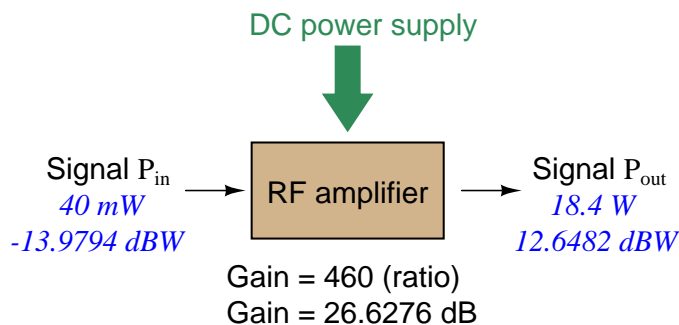 DC power supply
Signal Pin
40 mW
-13.9794 dBW
RF amplifier
Signal Pout
18.4 W
12.6482 dBW
Gain = 460 (ratio)
Gain = 26.6276 dB